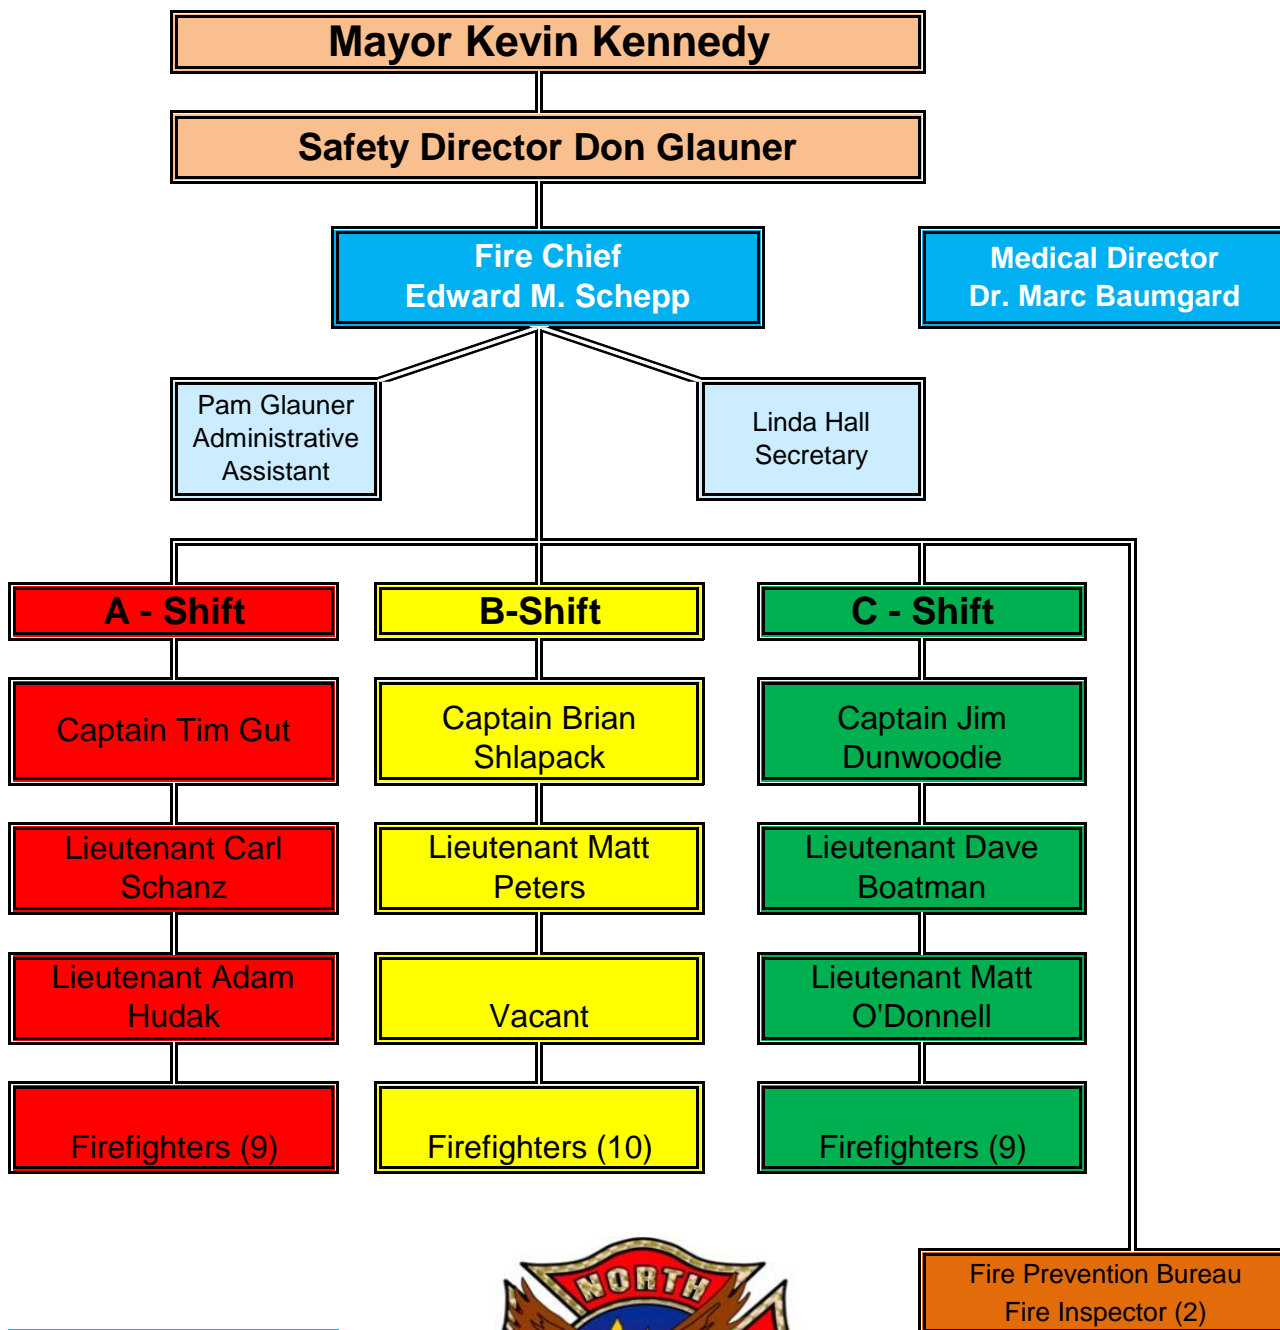 Mayor Kevin Kennedy
Safety Director Don Glauner
Fire Chief
Edward M. Schepp
Medical Director
Dr. Marc Baumgard
Pam Glauner
Administrative
Assistant
Linda Hall
Secretary
A - Shift
B-Shift
C - Shift
Captain Tim Gut
Captain Brian
Shlapack
Captain Jim
Dunwoodie
Lieutenant Carl
Schanz
Lieutenant Matt
Peters
Lieutenant Dave
Boatman
Lieutenant Adam
Hudak
Vacant
Lieutenant Matt
O'Donnell
Firefighters (9)
Firefighters (10)
Firefighters (9)
NORTH
Fire Prevention Bureau
Fire Inspector (2)